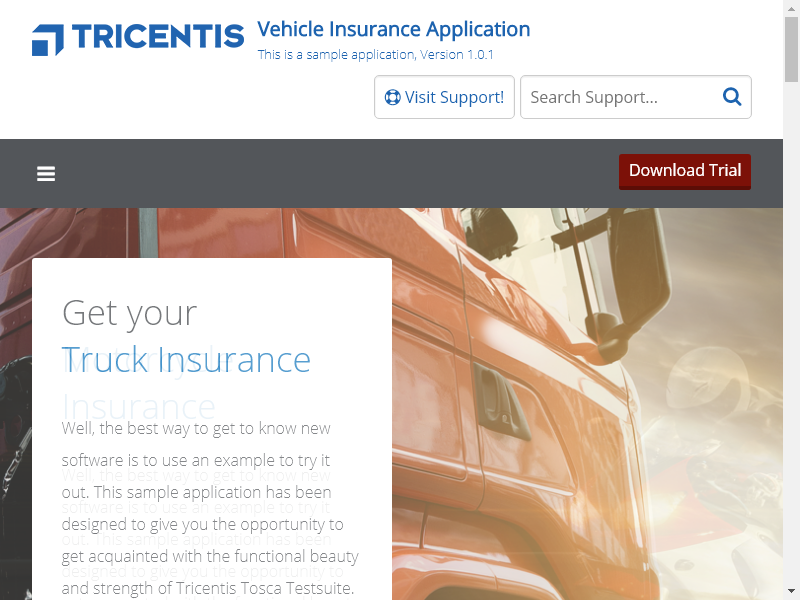 TRICENTIS
Vehicle Insurance Application
This is a sample application, Version 1.0.1
Visit Support!
Search Support...
Download Trial
Get your
Truck Insurance
Insurance
Well, the best way to get to know new
software is to use an example to try it
out. This sample application has been
designed to give you the opportunity to
get acquainted with the functional beauty
and strength of Tricentis Tosca Testsuite.